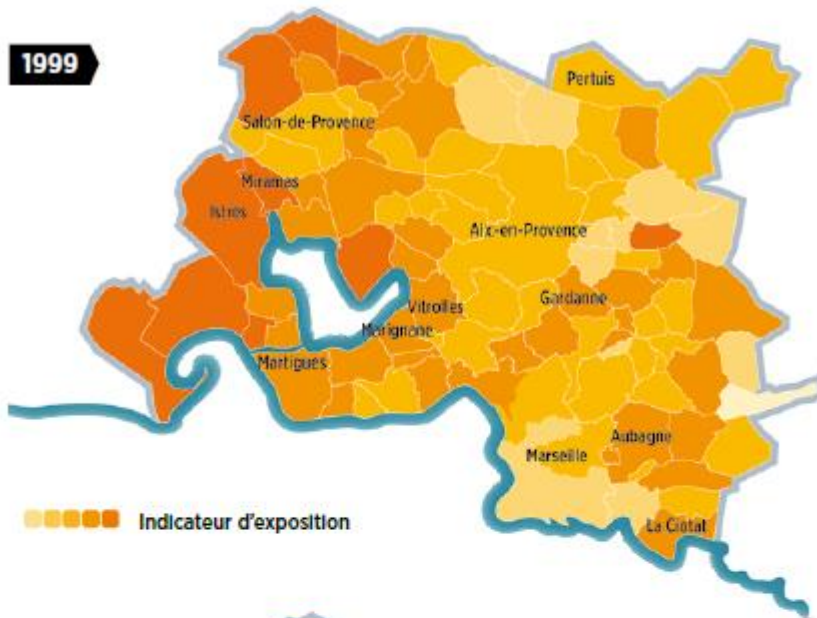 1999
Pertuis
Salon-de-Provence
Miramas
Istres
Aix-en-Provence
Gardanne
Vitrolles
Marignane
Martigues
Aubagne
Marseille
La Ciotat
Indicateur d'exposition